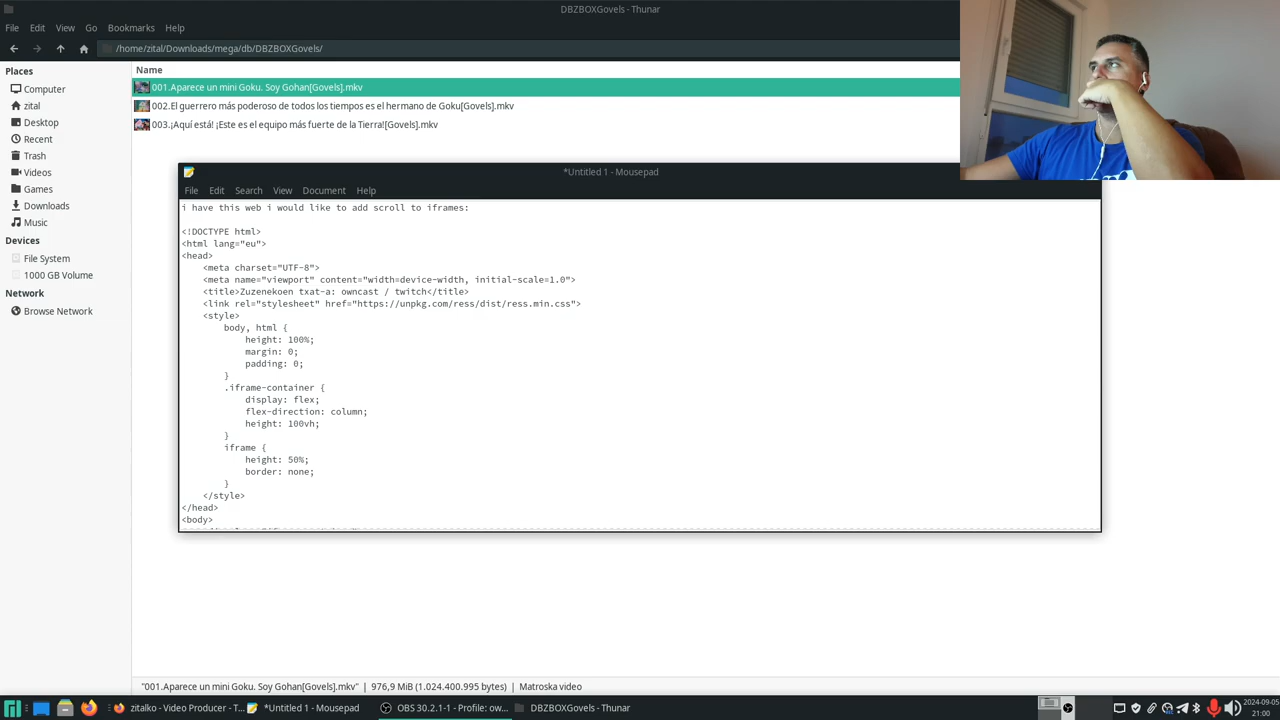 DBZBOXGovels - Thunar
File Edit View Go Bookmarks Help
/home/zital/Downloads/mega/db/DBZBOXGovels/
Places
Computer
zital
Desktop
Recent
Trash
Videos
Games
Downloads
Music
Devices
File System
1000 GB Volume
Network
Browse Network
Name
001.Aparece un mini Goku. Soy Gohan[Govels].mkv
002.El guerrero más poderoso de todos los tiempos es el hermano de Goku[Govels].mkv
003.¡Aquí está! ¡Este es el equipo más fuerte de la Tierra![Govels].mkv
*Untitled 1 - Mousepad
File Edit Search View Document Help
i have this web i would like to add scroll to iframes:
<!DOCTYPE html>
<html lang="eu">
<head>
<meta charset="UTF-8">
<meta name="viewport" content="width=device-width, initial-scale=1.0">
<title>Zuzenekoen txat-a: owncast / twitch</title>
<link rel="stylesheet" href="https://unpkg.com/ress/dist/ress.min.css">
<style>
body, html {
height: 100%;
margin: 0;
padding: 0;
}
.iframe-container {
display: flex;
flex-direction: column;
height: 100vh;
}
iframe {
height: 50%;
border: none;
}
</style>
</head>
<body>
"001.Aparece un mini Goku. Soy Gohan[Govels].mkv" | 976,9 MiB (1.024.400.995 bytes) | Matroska video
zitalko - Video Producer - T... *Untitled 1 - Mousepad OBS 30.2.1-1 - Profile: ow... DBZBOXGovels - Thunar
2024-09-05
21:00